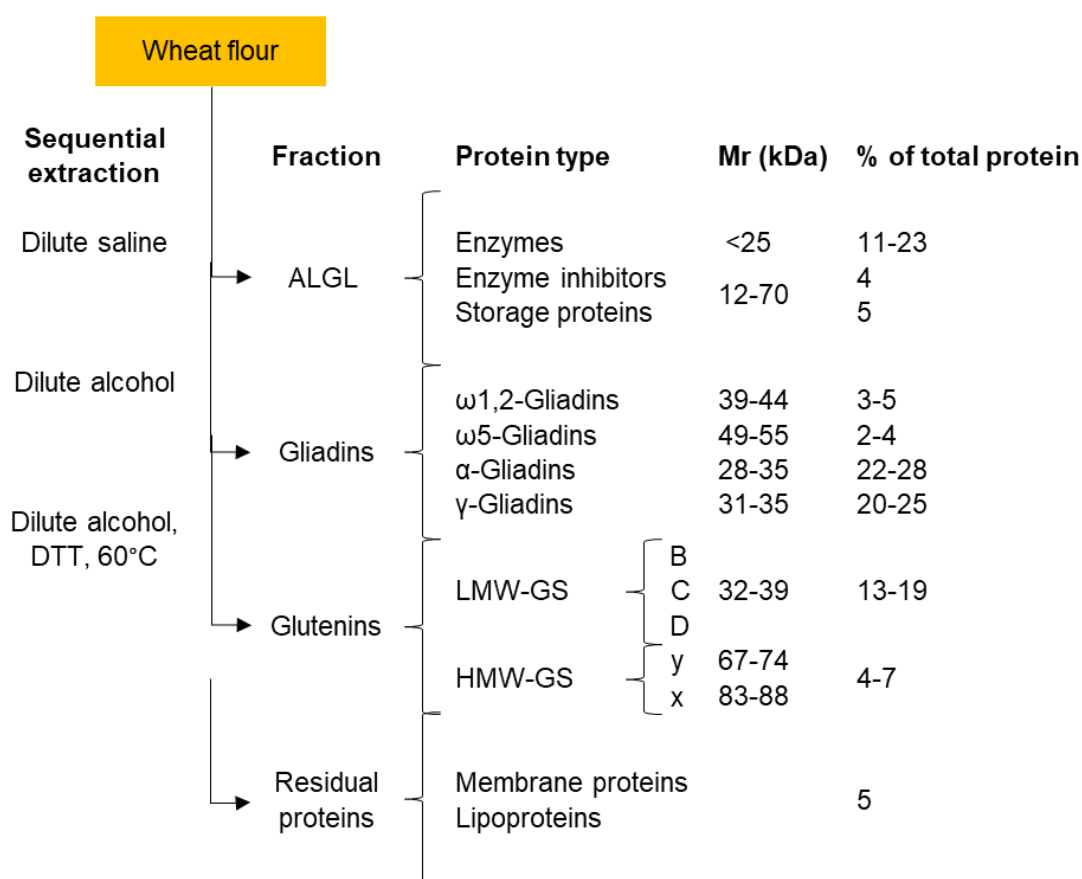 Wheat flour
Sequential extraction Fraction Protein type Mr (kDa) % of total protein
Dilute saline
Enzymes <25 11-23
ALGL Enzyme inhibitors 12-70 4
Storage proteins 5
Dilute alcohol
ω1,2-Gliadins 39-44 3-5
ω5-Gliadins 49-55 2-4
Gliadins α-Gliadins 28-35 22-28
γ-Gliadins 31-35 20-25
Dilute alcohol,
DTT, 60°C
B
Glutenins LMW-GS C 32-39 13-19
D
HMW-GS y 67-74 4-7
x 83-88
Residual
proteins
Membrane proteins 5
Lipoproteins